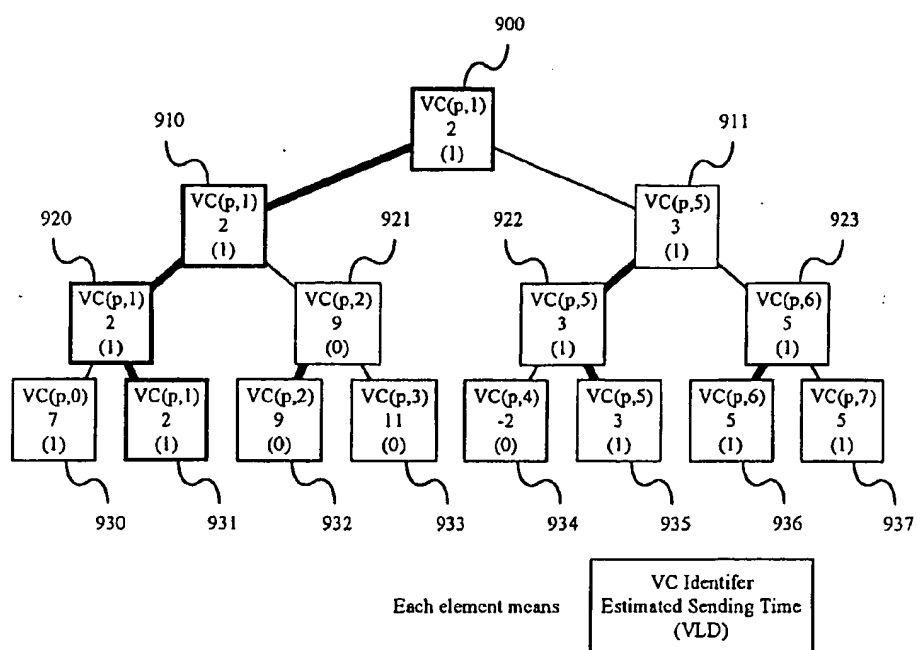 900
VC(p,1)
2
(1)
910
911
VC(p,1)
2
(1)
VC(p,5)
3
(1)
920
921
922
923
VC(p,1)
2
(1)
VC(p,2)
9
(0)
VC(p,5)
3
(1)
VC(p,6)
5
(1)
VC(p,0)
7
(1)
VC(p,1)
2
(1)
VC(p,2)
9
(0)
VC(p,3)
11
(0)
VC(p,4)
-2
(0)
VC(p,5)
3
(1)
VC(p,6)
5
(1)
VC(p,7)
5
(1)
930
931
932
933
934
935
936
937
Each element means
VC Identifer
Estimated Sending Time
(VLD)